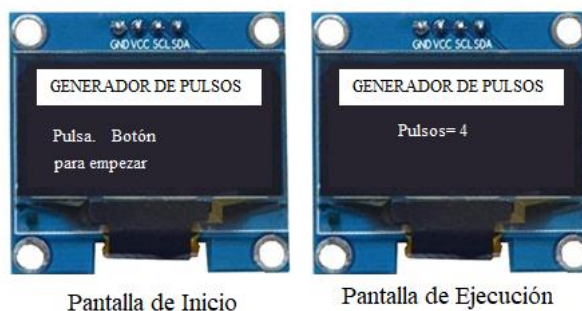 GND VCC SCL SDA
GENERADOR DE PULSOS
Pulsa. Botón
para empezar
Pantalla de Inicio
GND VCC SCL SDA
GENERADOR DE PULSOS
Pulsos= 4
Pantalla de Ejecución